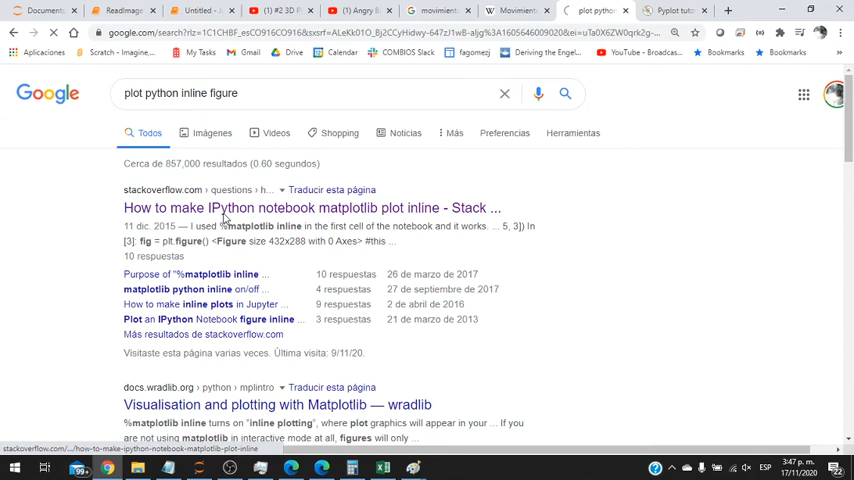 Documents
ReadImage
Untitled - J
(1) #2 3D P
(1) Angry B
movimiento
Movimiento
plot python
Pyplot tuto
google.com/search?rlz=1C1CHBF_esCO916CO916&sxsrf=
Aplicaciones
Scratch - Imagine,...
My Tasks
Gmail
Drive
Calendar
COMBIOS Slack
fagomezj
Deriving the Engel...
YouTube - Broadcas...
Bookmarks
Bookmarks
Google
plot python inline figure
Todos
Imágenes
Videos
Shopping
Noticias
Más
Preferencias
Herramientas
Cerca de 857,000 resultados (0.60 segundos)
stackoverflow.com › questions › h... Traducir esta página
How to make IPython notebook matplotlib plot inline - Stack ...
11 dic. 2015 — I used %matplotlib inline in the first cell of the notebook and it works. ... 5, 3]) In
[3]: fig = plt.figure() <Figure size 432x288 with 0 Axes> #this ...
10 respuestas
Purpose of "%matplotlib inline ... 10 respuestas 26 de marzo de 2017
matplotlib python inline on/off ... 4 respuestas 27 de septiembre de 2017
How to make inline plots in Jupyter ... 9 respuestas 2 de abril de 2016
Plot an IPython Notebook figure inline ... 3 respuestas 21 de marzo de 2013
Más resultados de stackoverflow.com
Visitaste esta página varias veces. Última visita: 9/11/20.
docs.wradlib.org › python › mplintro Traducir esta página
Visualisation and plotting with Matplotlib — wradlib
%matplotlib inline turns on "inline plotting", where plot graphics will appear in your ... If you
are not using matplotlib in interactive mode at all, figures will only ...
stackoverflow.com/.../how-to-make-ipython-notebook-matplotlib-plot-inline
99+
ESP
3:47 p. m.
17/11/2020
22